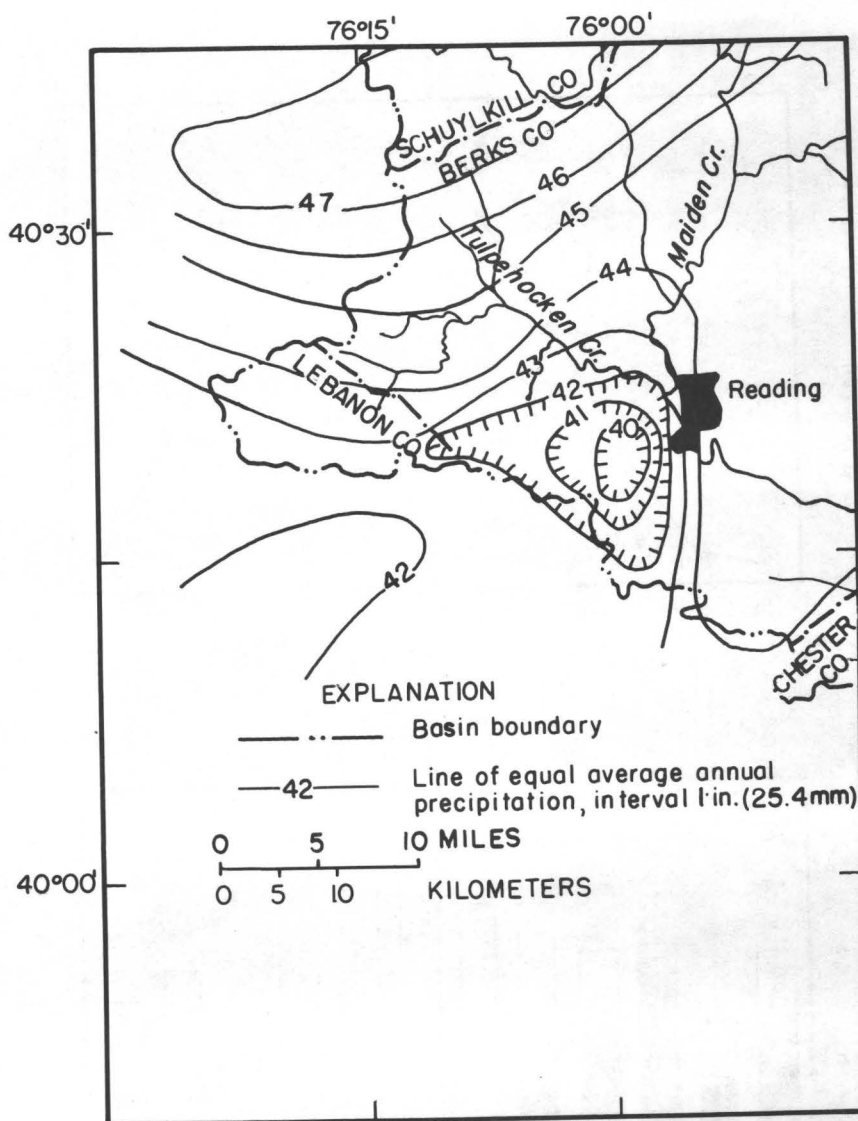 76°15'
76°00'
SCHUYLKILL CO
BERKS CO
47
46
45
40°30'
Tulpehocken Cr.
Maiden Cr.
44
43
LEBANON CO
42
41
40
Reading
42
CHESTER CO.
EXPLANATION
Basin boundary
42
Line of equal average annual
precipitation, interval 1 in. (25.4mm)
0 5 10 MILES
0 5 10 KILOMETERS
40°00'